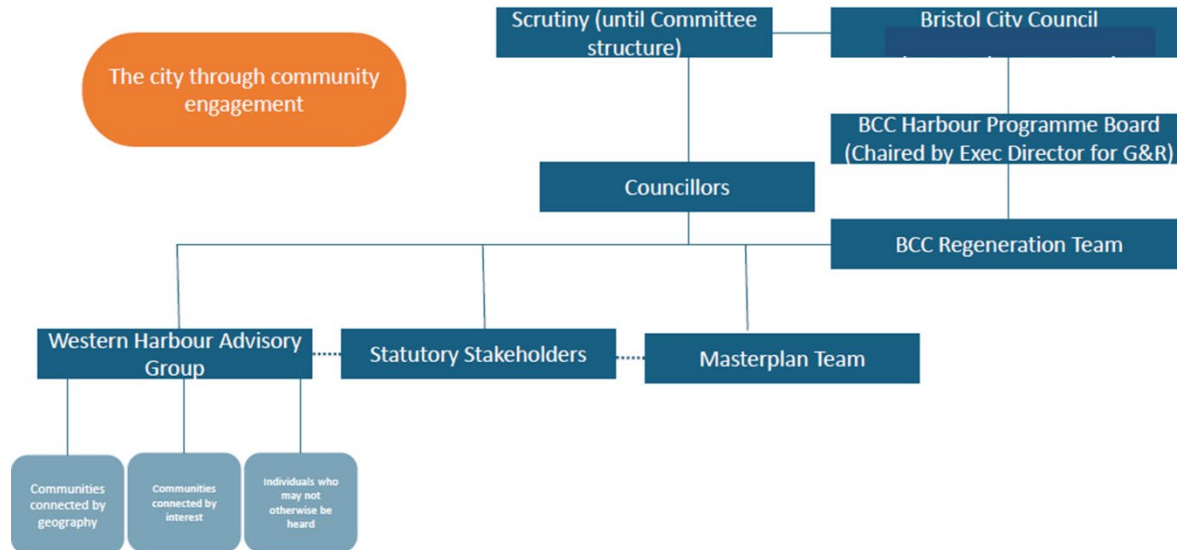 Scrutiny (until Committee
structure)
Bristol City Council
The city through community
engagement
BCC Harbour Programme Board
(Chaired by Exec Director for G&R)
Councillors
BCC Regeneration Team
Western Harbour Advisory
Group
Statutory Stakeholders
Masterplan Team
Communities
connected by
geography
Communities
connected by
interest
Individuals who
may not
otherwise be
heard